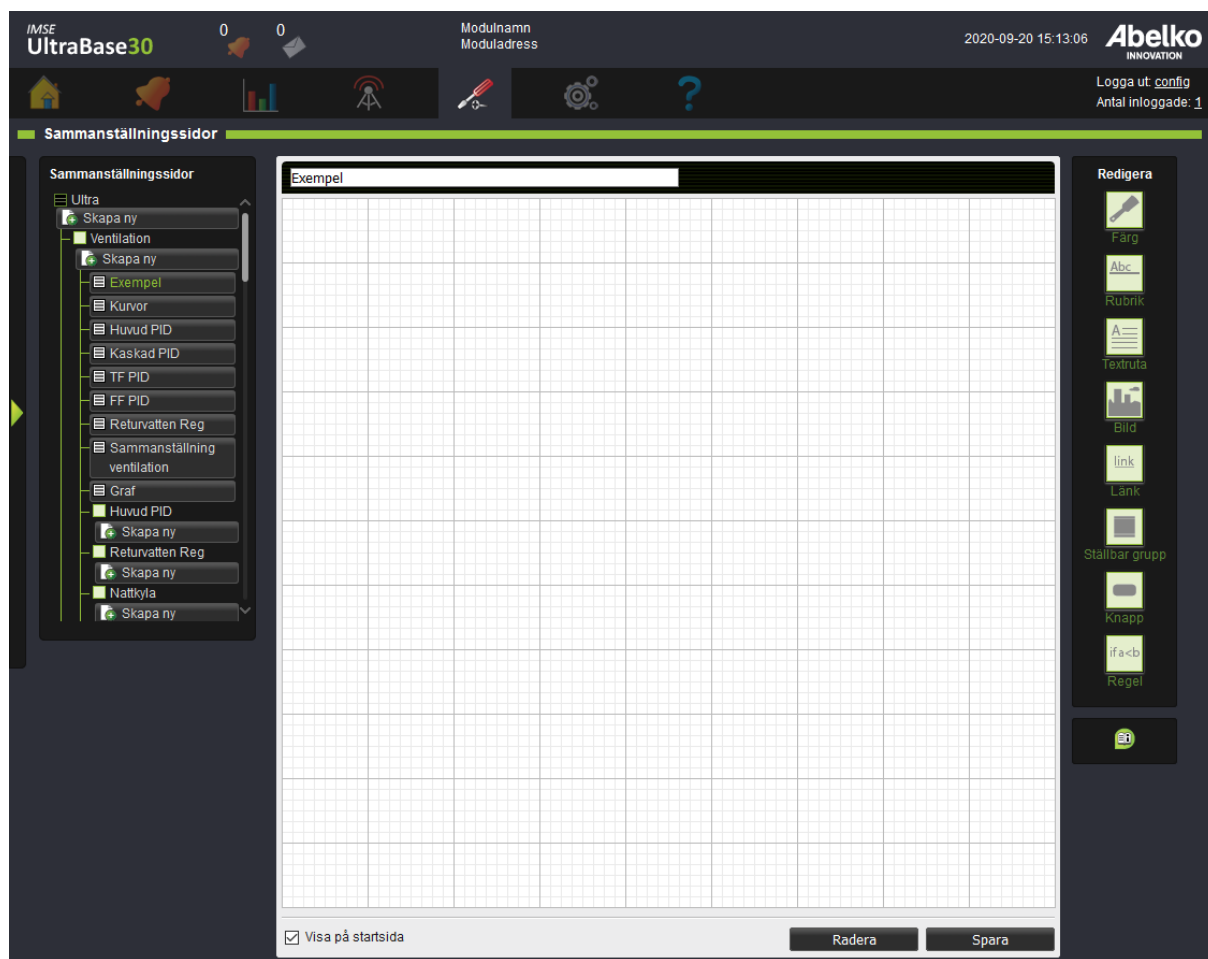 IMSE
UltraBase30
0
0
Modulnamn
Moduladress
2020-09-20 15:13:06
Abelko
INNOVATION
Logga ut: config
Antal inloggade: 1
Sammanställningssidor
Sammanställningssidor
Ultra
Skapa ny
Ventilation
Skapa ny
Exempel
Kurvor
Huvud PID
Kaskad PID
TF PID
FF PID
Returvatten Reg
Sammanställning
ventilation
Graf
Huvud PID
Skapa ny
Returvatten Reg
Skapa ny
Nattkyla
Skapa ny
Exempel
Visa på startsida
Radera
Spara
Redigera
Färg
Abc
Rubrik
A
Textruta
Bild
link
Länk
Ställbar grupp
Knapp
if a<b
Regel